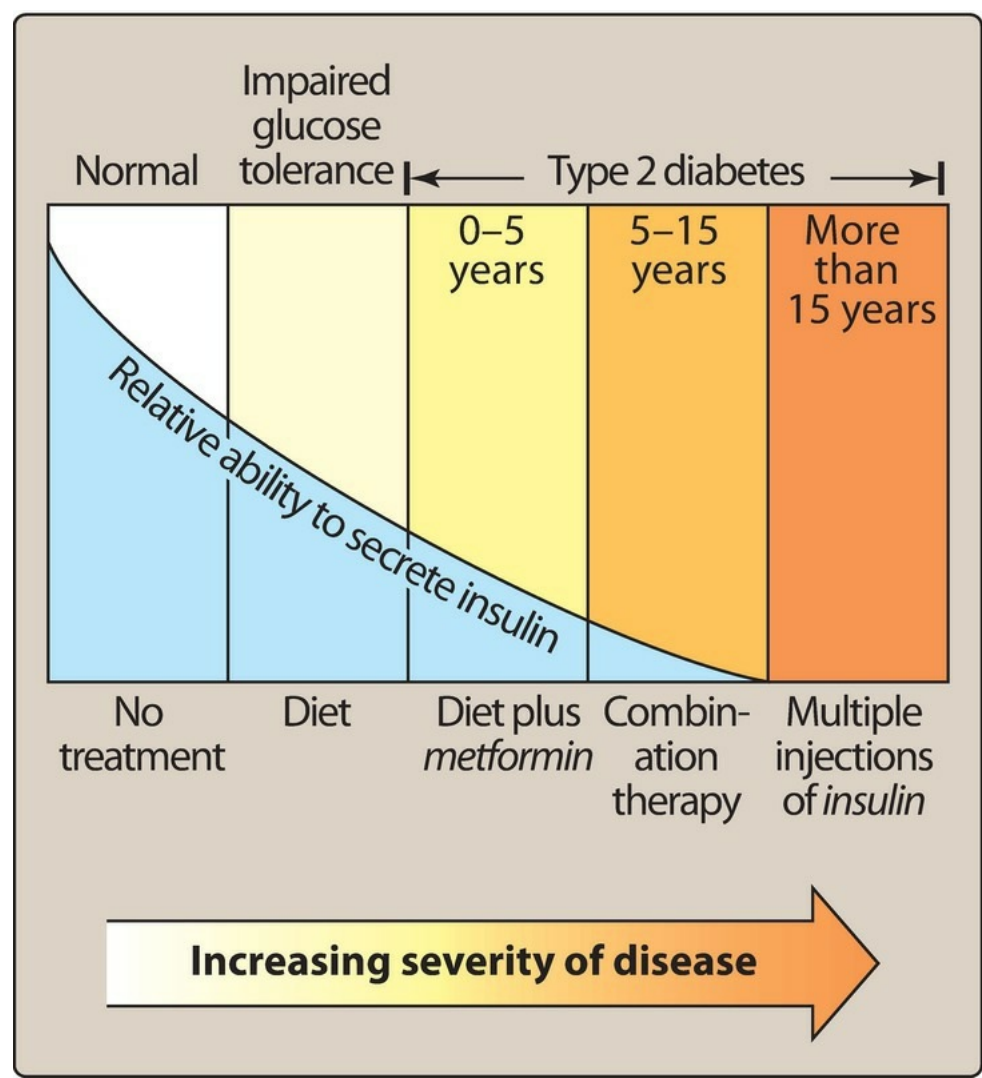 Normal
Impaired
glucose
tolerance
Type 2 diabetes
0–5
years
5–15
years
More
than
15 years
Relative ability to secrete insulin
No
treatment
Diet
Diet plus
metformin
Combin-
ation
therapy
Multiple
injections
of insulin
Increasing severity of disease